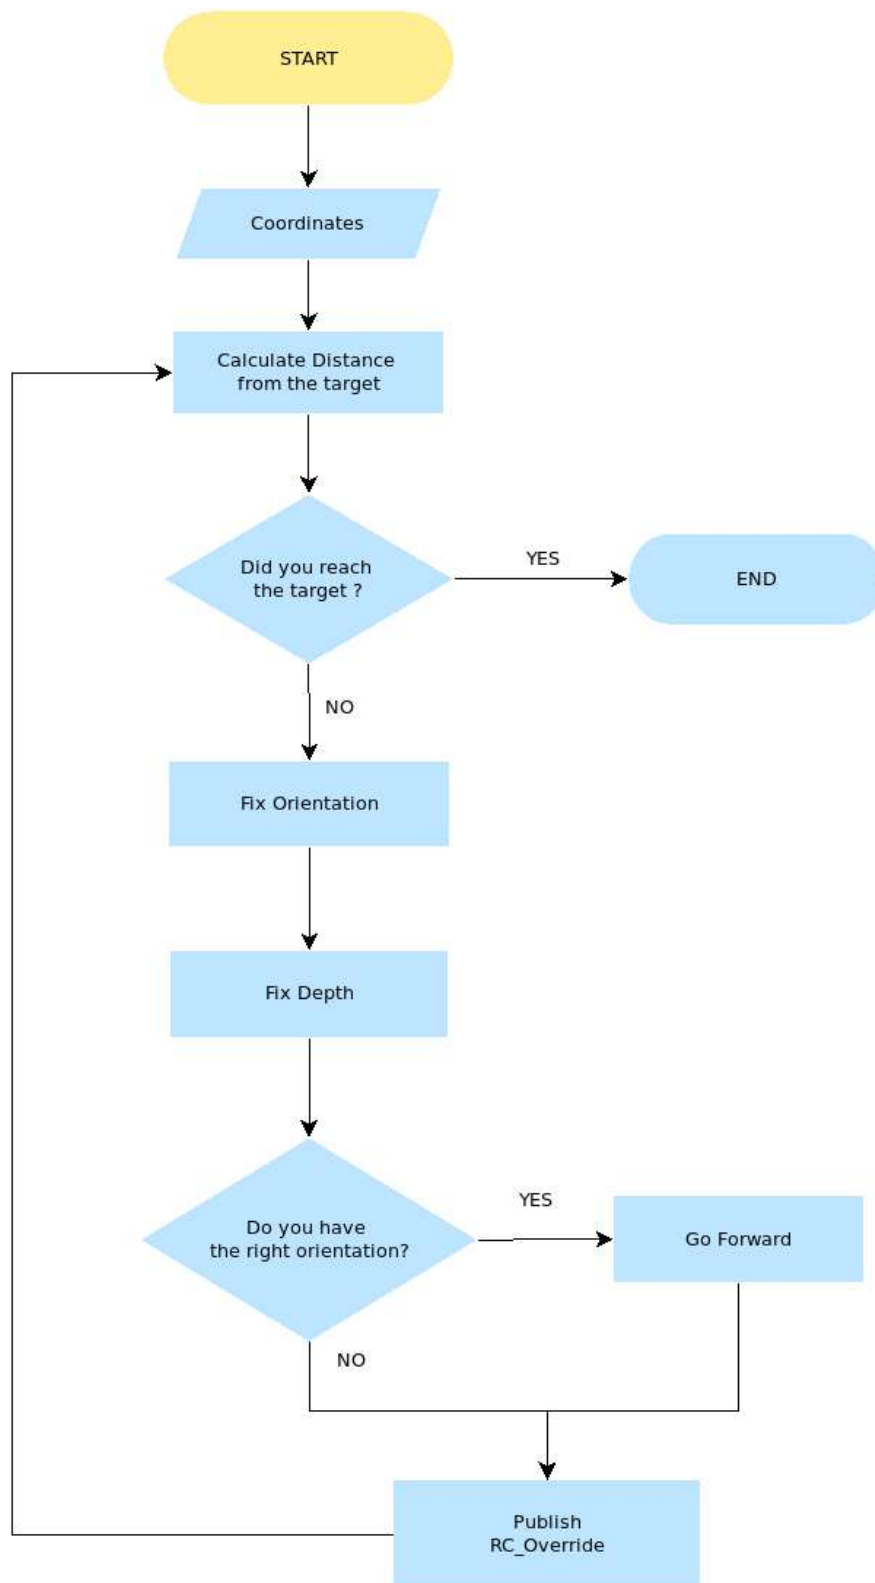 START
Coordinates
Calculate Distance
from the target
Did you reach
the target ?
YES
END
NO
Fix Orientation
Fix Depth
Do you have
the right orientation?
YES
Go Forward
NO
Publish
RC_Override